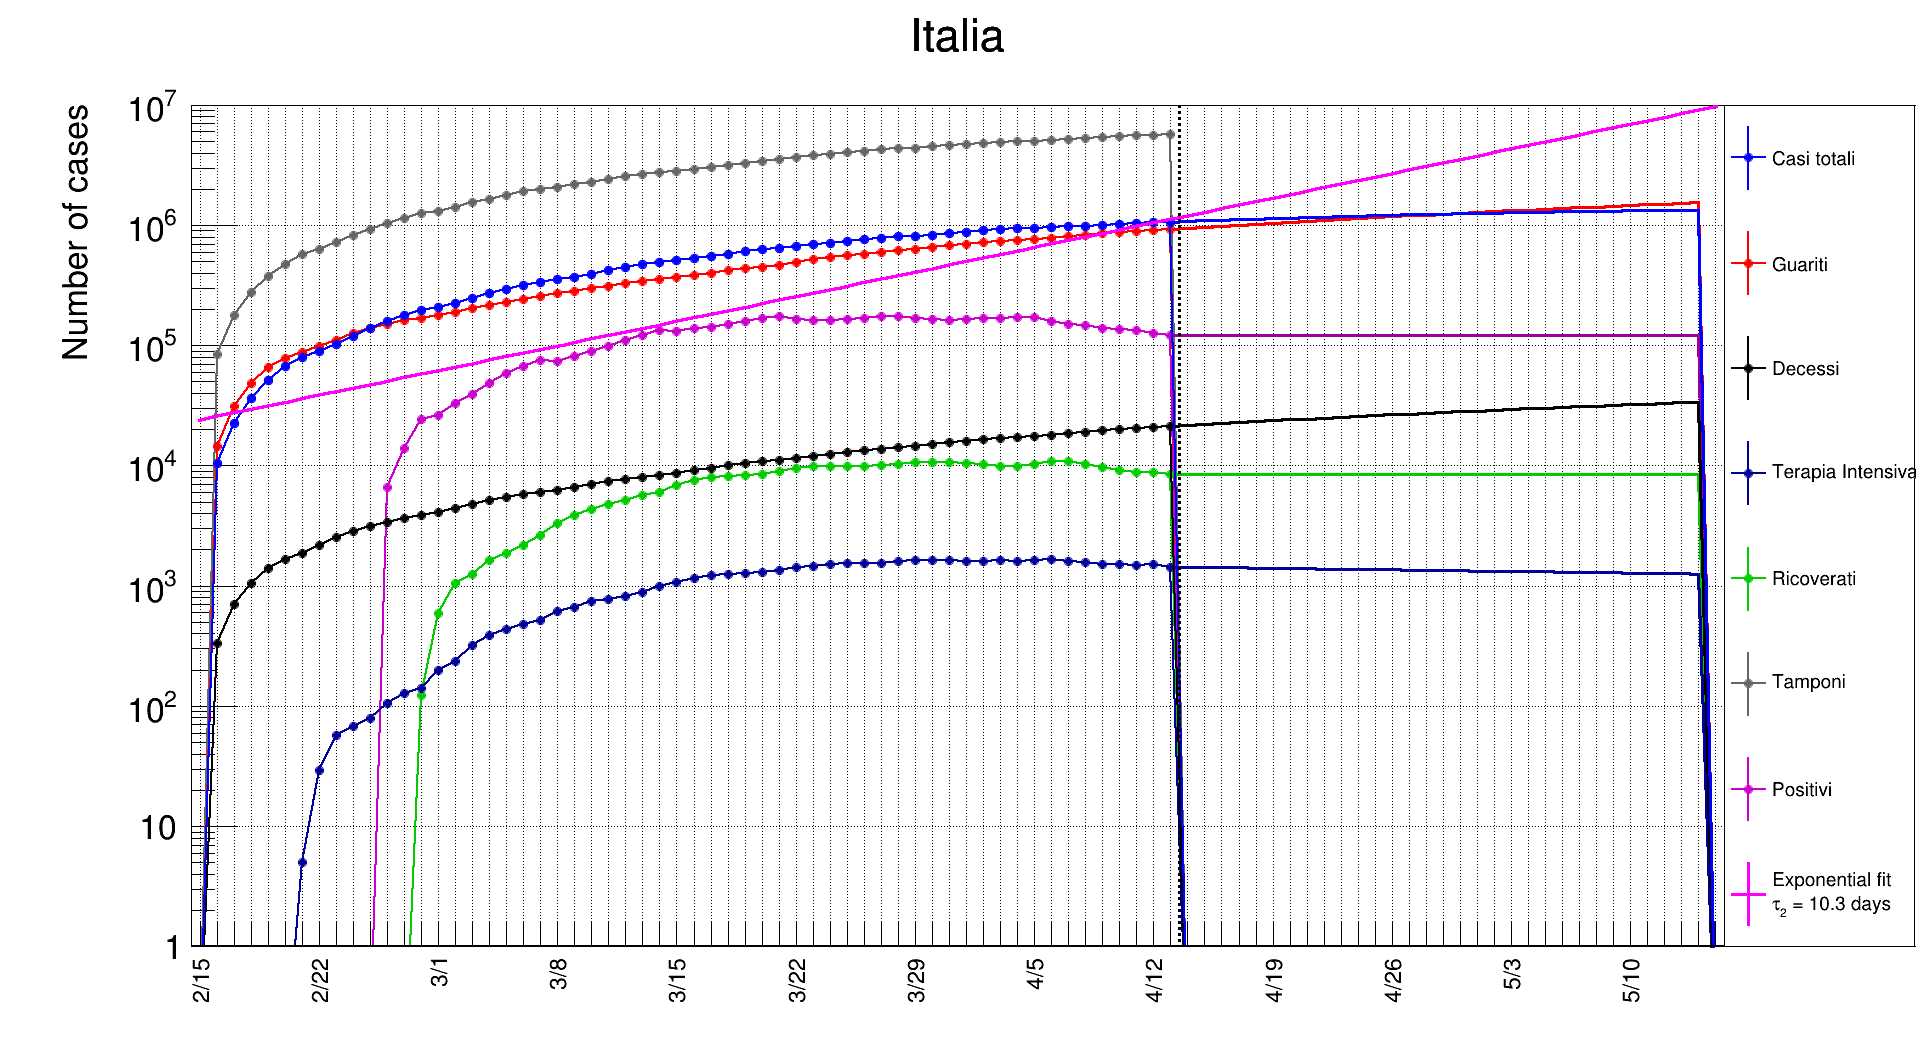 Italia
Number of cases
10^7
10^6
10^5
10^4
10^3
10^2
10
1
2/15
2/22
3/1
3/8
3/15
3/22
3/29
4/5
4/12
4/19
4/26
5/3
5/10
Casi totali
Guariti
Decessi
Terapia Intensiva
Ricoverati
Tamponi
Positivi
Exponential fit
τ_2 = 10.3 days